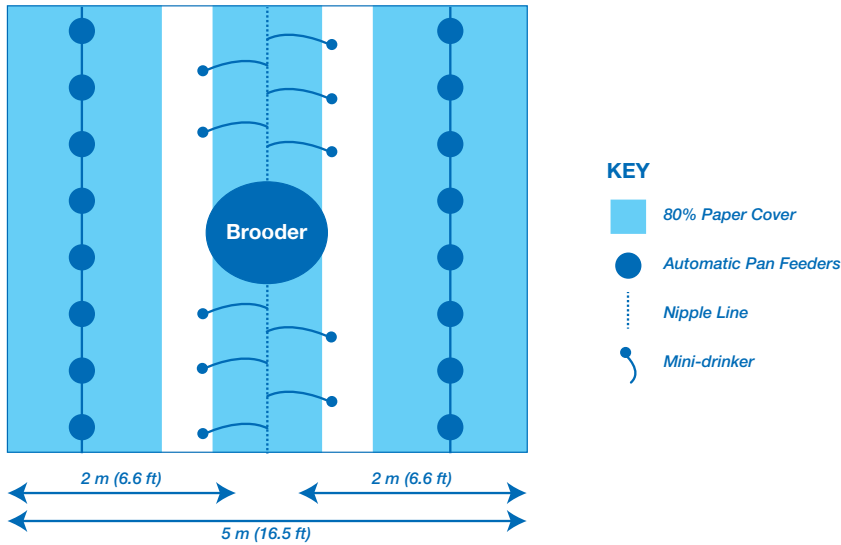 Brooder
KEY
80% Paper Cover
Automatic Pan Feeders
Nipple Line
Mini-drinker
2 m (6.6 ft)
2 m (6.6 ft)
5 m (16.5 ft)